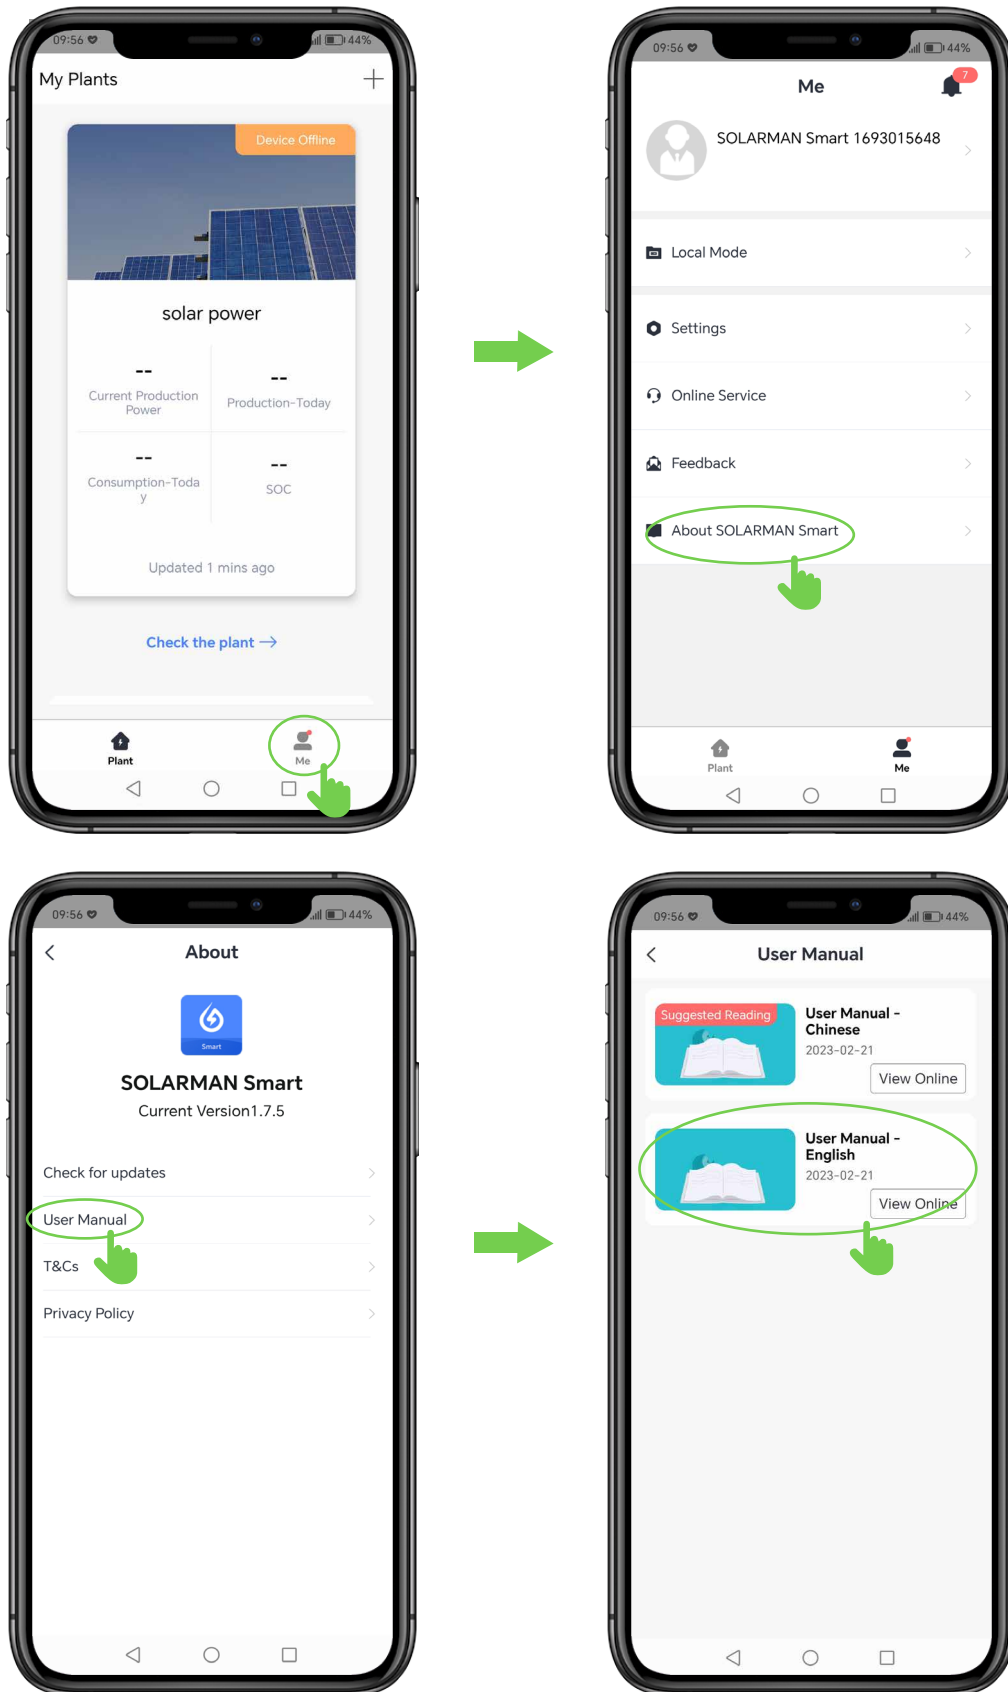 09:56
44%
My Plants
Device Offline
solar power
--
Current Production
Power
--
Production-Today
--
Consumption-Toda
y
--
SOC
Updated 1 mins ago
Check the plant →
Plant
Me
09:56
44%
Me
7
SOLARMAN Smart 1693015648
Local Mode
Settings
Online Service
Feedback
About SOLARMAN Smart
Plant
Me
09:56
44%
About
Smart
SOLARMAN Smart
Current Version1.7.5
Check for updates
User Manual
T&Cs
Privacy Policy
09:56
44%
User Manual
Suggested Reading
User Manual -
Chinese
2023-02-21
View Online
User Manual -
English
2023-02-21
View Online